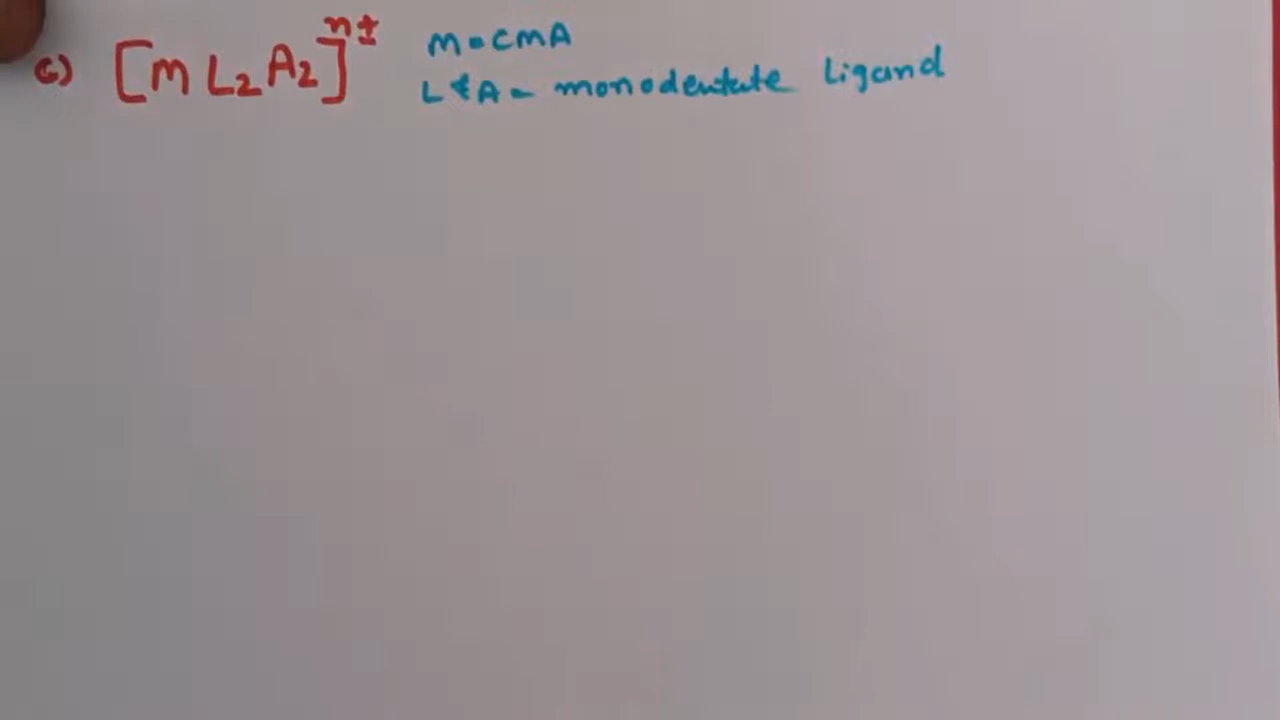 c) [M L2 A2]n± M = CMA
L & A - monodentate Ligand